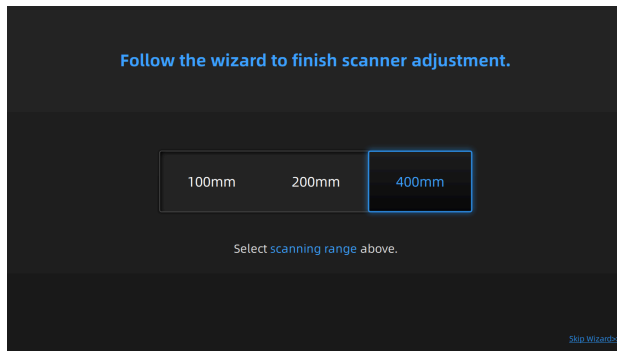 Follow the wizard to finish scanner adjustment.
100mm 200mm 400mm
Select scanning range above.
Skip Wizard>>